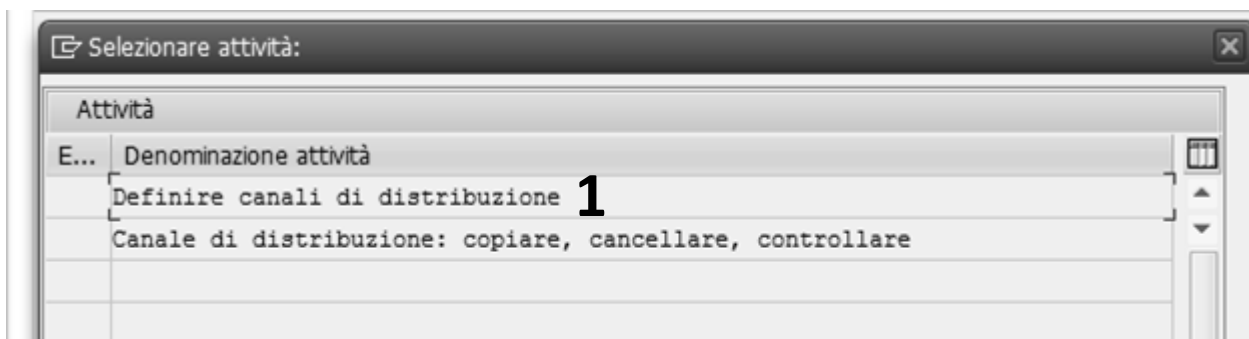 Selezionare attività:
Attività
E... Denominazione attività
Definire canali di distribuzione 1
Canale di distribuzione: copiare, cancellare, controllare